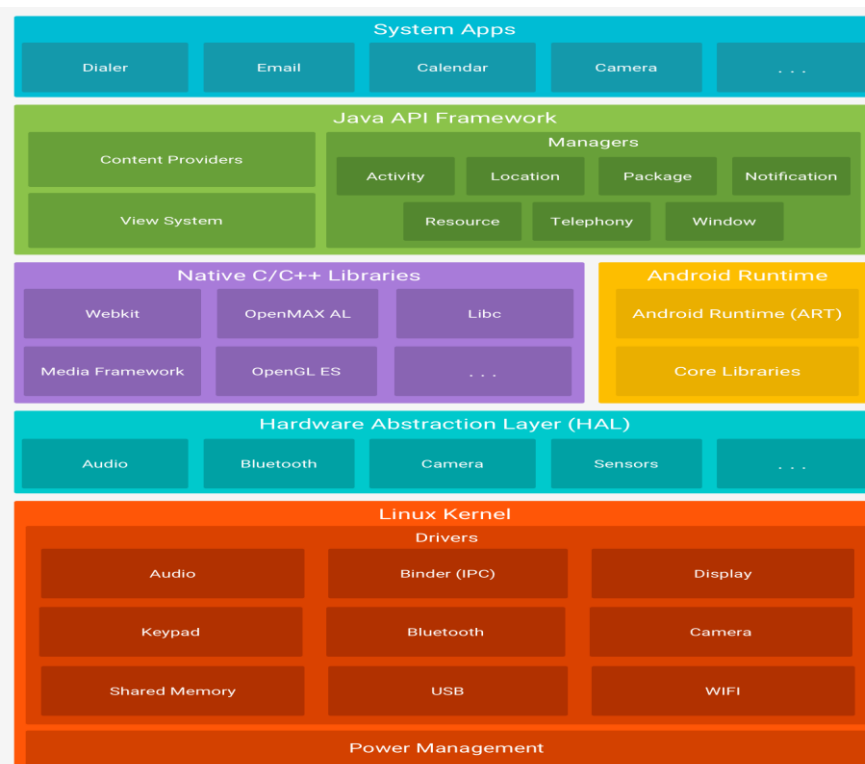 System Apps
Dialer Email Calendar Camera . . .
Java API Framework
Content Providers
View System
Managers
Activity Location Package Notification
Resource Telephony Window
Native C/C++ Libraries
Webkit OpenMAX AL Libc
Media Framework OpenGL ES . . .
Android Runtime
Android Runtime (ART)
Core Libraries
Hardware Abstraction Layer (HAL)
Audio Bluetooth Camera Sensors . . .
Linux Kernel
Drivers
Audio Binder (IPC) Display
Keypad Bluetooth Camera
Shared Memory USB WIFI
Power Management